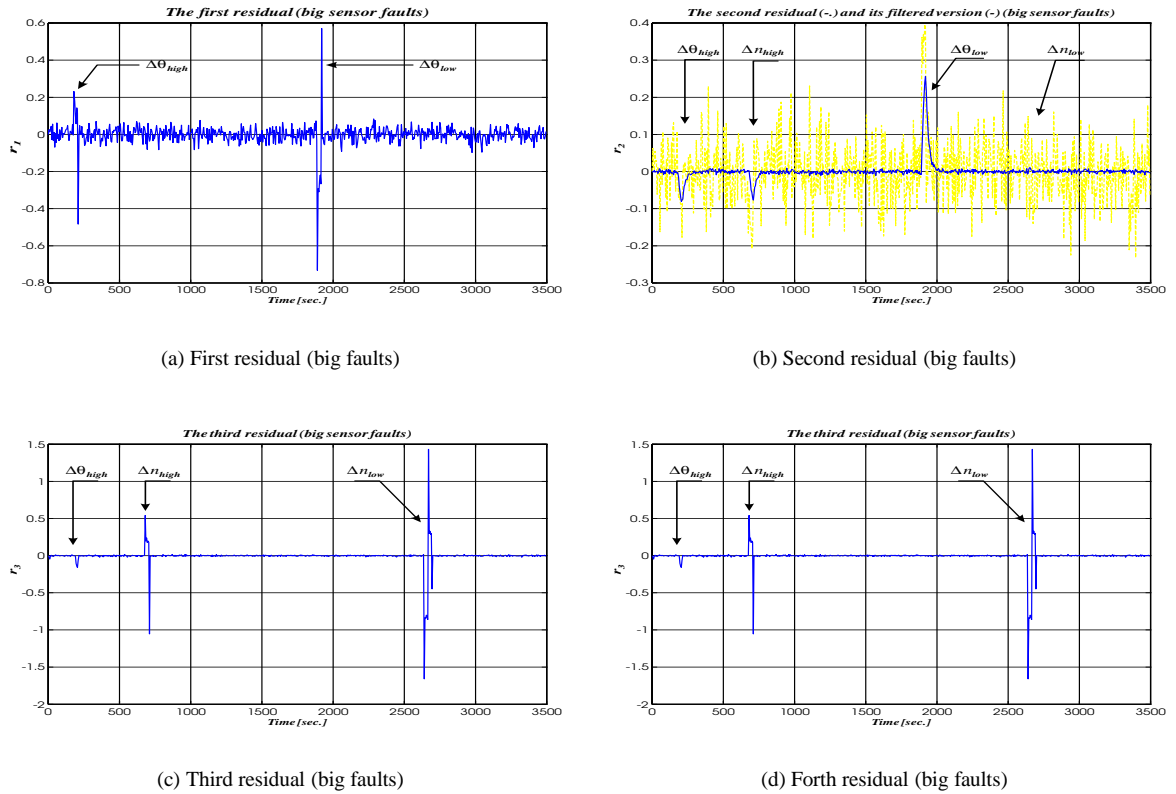 The first residual (big sensor faults)
0.6
0.4
0.2
0
-0.2
-0.4
-0.6
-0.8
r1
Δθhigh
Δθlow
0 500 1000 1500 2000 2500 3000 3500
Time [sec.]
(a) First residual (big faults)
The second residual (-.) and its filtered version (-) (big sensor faults)
0.4
0.3
0.2
0.1
0
-0.1
-0.2
-0.3
r2
Δθhigh
Δnhigh
Δθlow
Δnlow
0 500 1000 1500 2000 2500 3000 3500
Time [sec.]
(b) Second residual (big faults)
The third residual (big sensor faults)
1.5
1
0.5
0
-0.5
-1
-1.5
-2
r3
Δθhigh
Δnhigh
Δnlow
0 500 1000 1500 2000 2500 3000 3500
Time [sec.]
(c) Third residual (big faults)
The third residual (big sensor faults)
1.5
1
0.5
0
-0.5
-1
-1.5
-2
r3
Δθhigh
Δnhigh
Δnlow
0 500 1000 1500 2000 2500 3000 3500
Time [sec.]
(d) Forth residual (big faults)